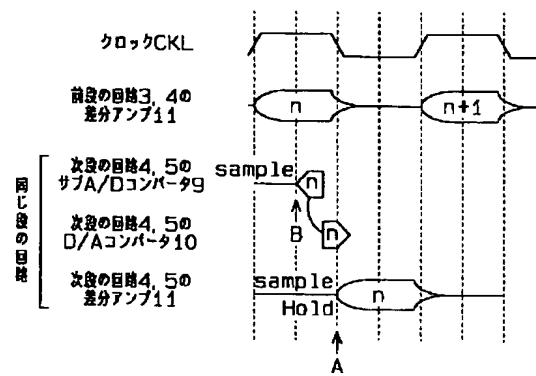 クロックCKL
前段の回路3, 4の
差分アンプ11
n
n+1
同じ段の回路
次段の回路4, 5の
サブA/Dコンバータ9
sample
n
B
次段の回路4, 5の
D/Aコンバータ10
n
次段の回路4, 5の
差分アンプ11
sample
Hold
n
A